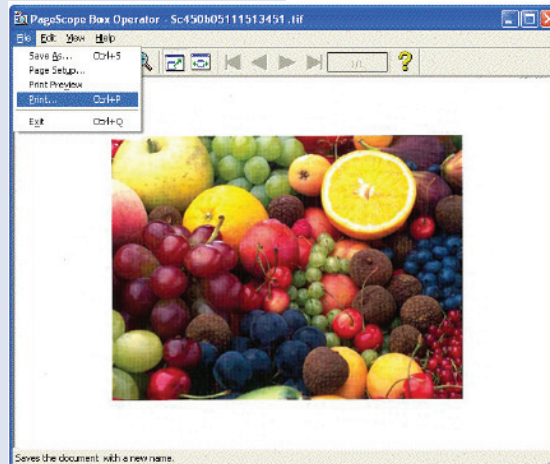 PageScope Box Operator - Sc450b05111513451.tif
File Edit View Help
Save As... Ctrl+S
Page Setup...
Print Preview
Print... Ctrl+P
Exit Ctrl+Q
1/1
?
Saves the document with a new name.